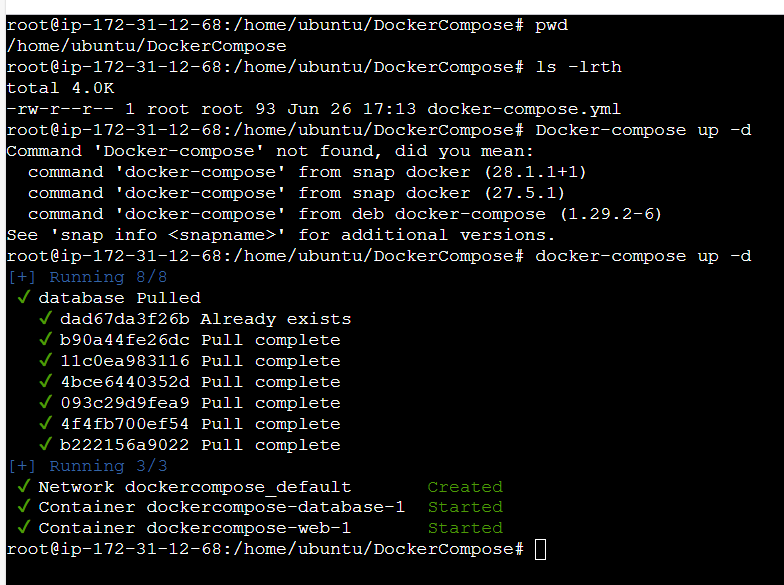 root@ip-172-31-12-68:/home/ubuntu/DockerCompose# pwd
/home/ubuntu/DockerCompose
root@ip-172-31-12-68:/home/ubuntu/DockerCompose# ls -lrth
total 4.0K
-rw-r--r-- 1 root root 93 Jun 26 17:13 docker-compose.yml
root@ip-172-31-12-68:/home/ubuntu/DockerCompose# Docker-compose up -d
Command 'Docker-compose' not found, did you mean:
  command 'docker-compose' from snap docker (28.1.1+1)
  command 'docker-compose' from snap docker (27.5.1)
  command 'docker-compose' from deb docker-compose (1.29.2-6)
See 'snap info <snapname>' for additional versions.
root@ip-172-31-12-68:/home/ubuntu/DockerCompose# docker-compose up -d
[+] Running 8/8
 ✓ database Pulled
   ✓ dad67da3f26b Already exists
   ✓ b90a44fe26dc Pull complete
   ✓ 11c0ea983116 Pull complete
   ✓ 4bce6440352d Pull complete
   ✓ 093c29d9fea9 Pull complete
   ✓ 4f4fb700ef54 Pull complete
   ✓ b222156a9022 Pull complete
[+] Running 3/3
 ✓ Network dockercompose_default       Created
 ✓ Container dockercompose-database-1  Started
 ✓ Container dockercompose-web-1       Started
root@ip-172-31-12-68:/home/ubuntu/DockerCompose#